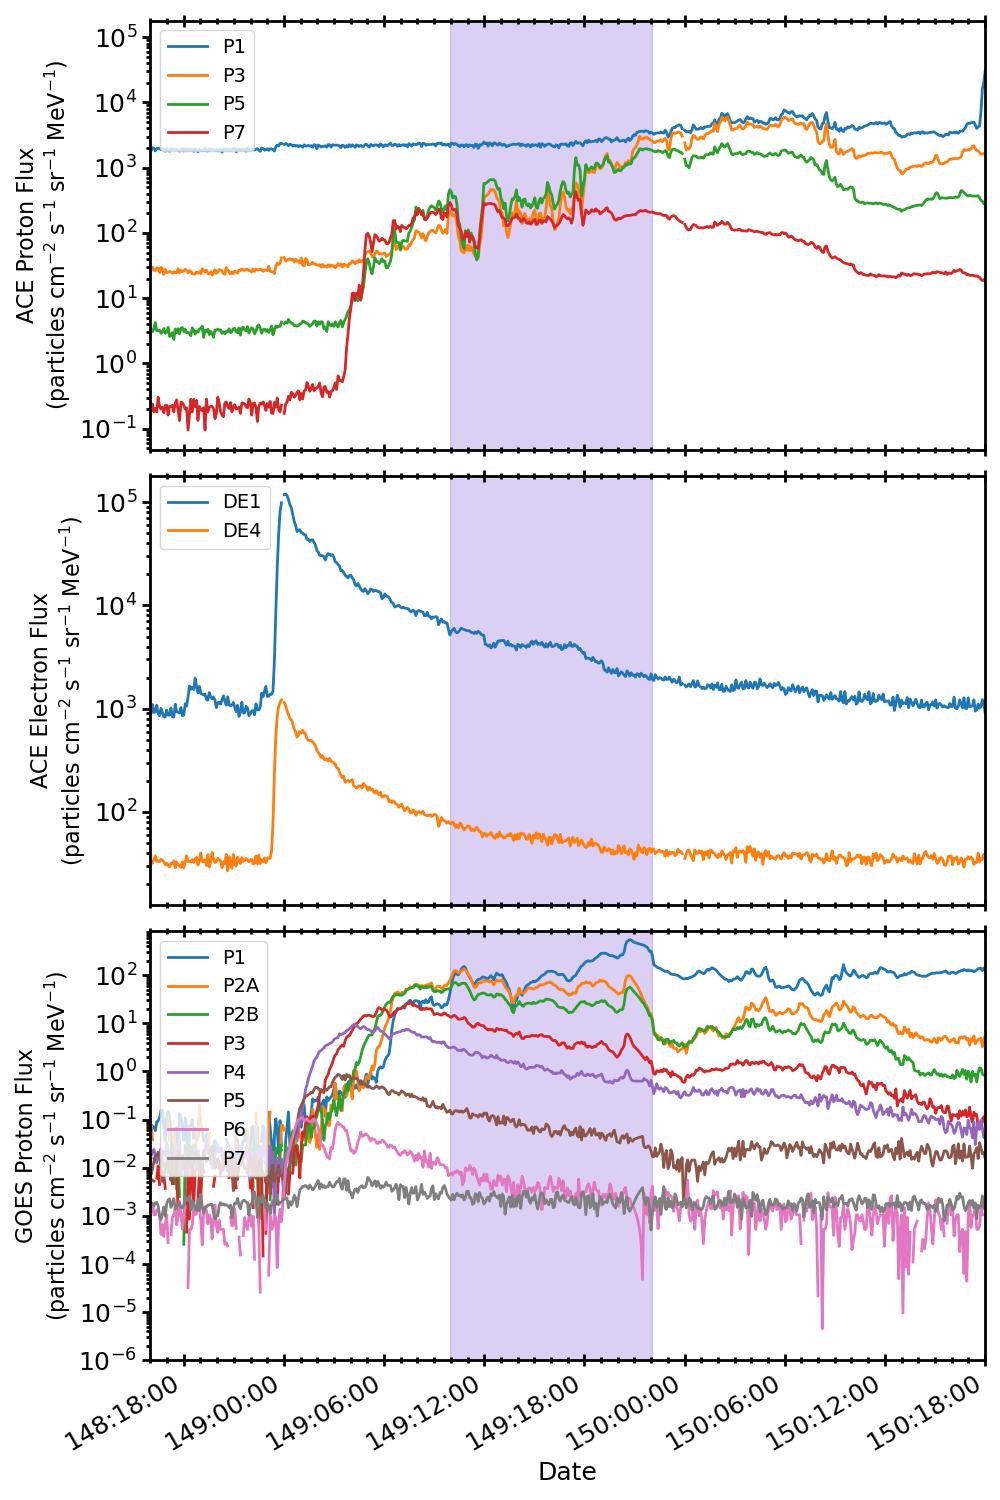 10^5
10^4
10^3
10^2
10^1
10^0
10^−1
ACE Proton Flux
(particles cm^−2 s^−1 sr^−1 MeV^−1)
P1
P3
P5
P7
10^5
10^4
10^3
10^2
ACE Electron Flux
(particles cm^−2 s^−1 sr^−1 MeV^−1)
DE1
DE4
10^2
10^1
10^0
10^−1
10^−2
10^−3
10^−4
10^−5
10^−6
GOES Proton Flux
(particles cm^−2 s^−1 sr^−1 MeV^−1)
P1
P2A
P2B
P3
P4
P5
P6
P7
148:18:00
149:00:00
149:06:00
149:12:00
149:18:00
150:00:00
150:06:00
150:12:00
150:18:00
Date